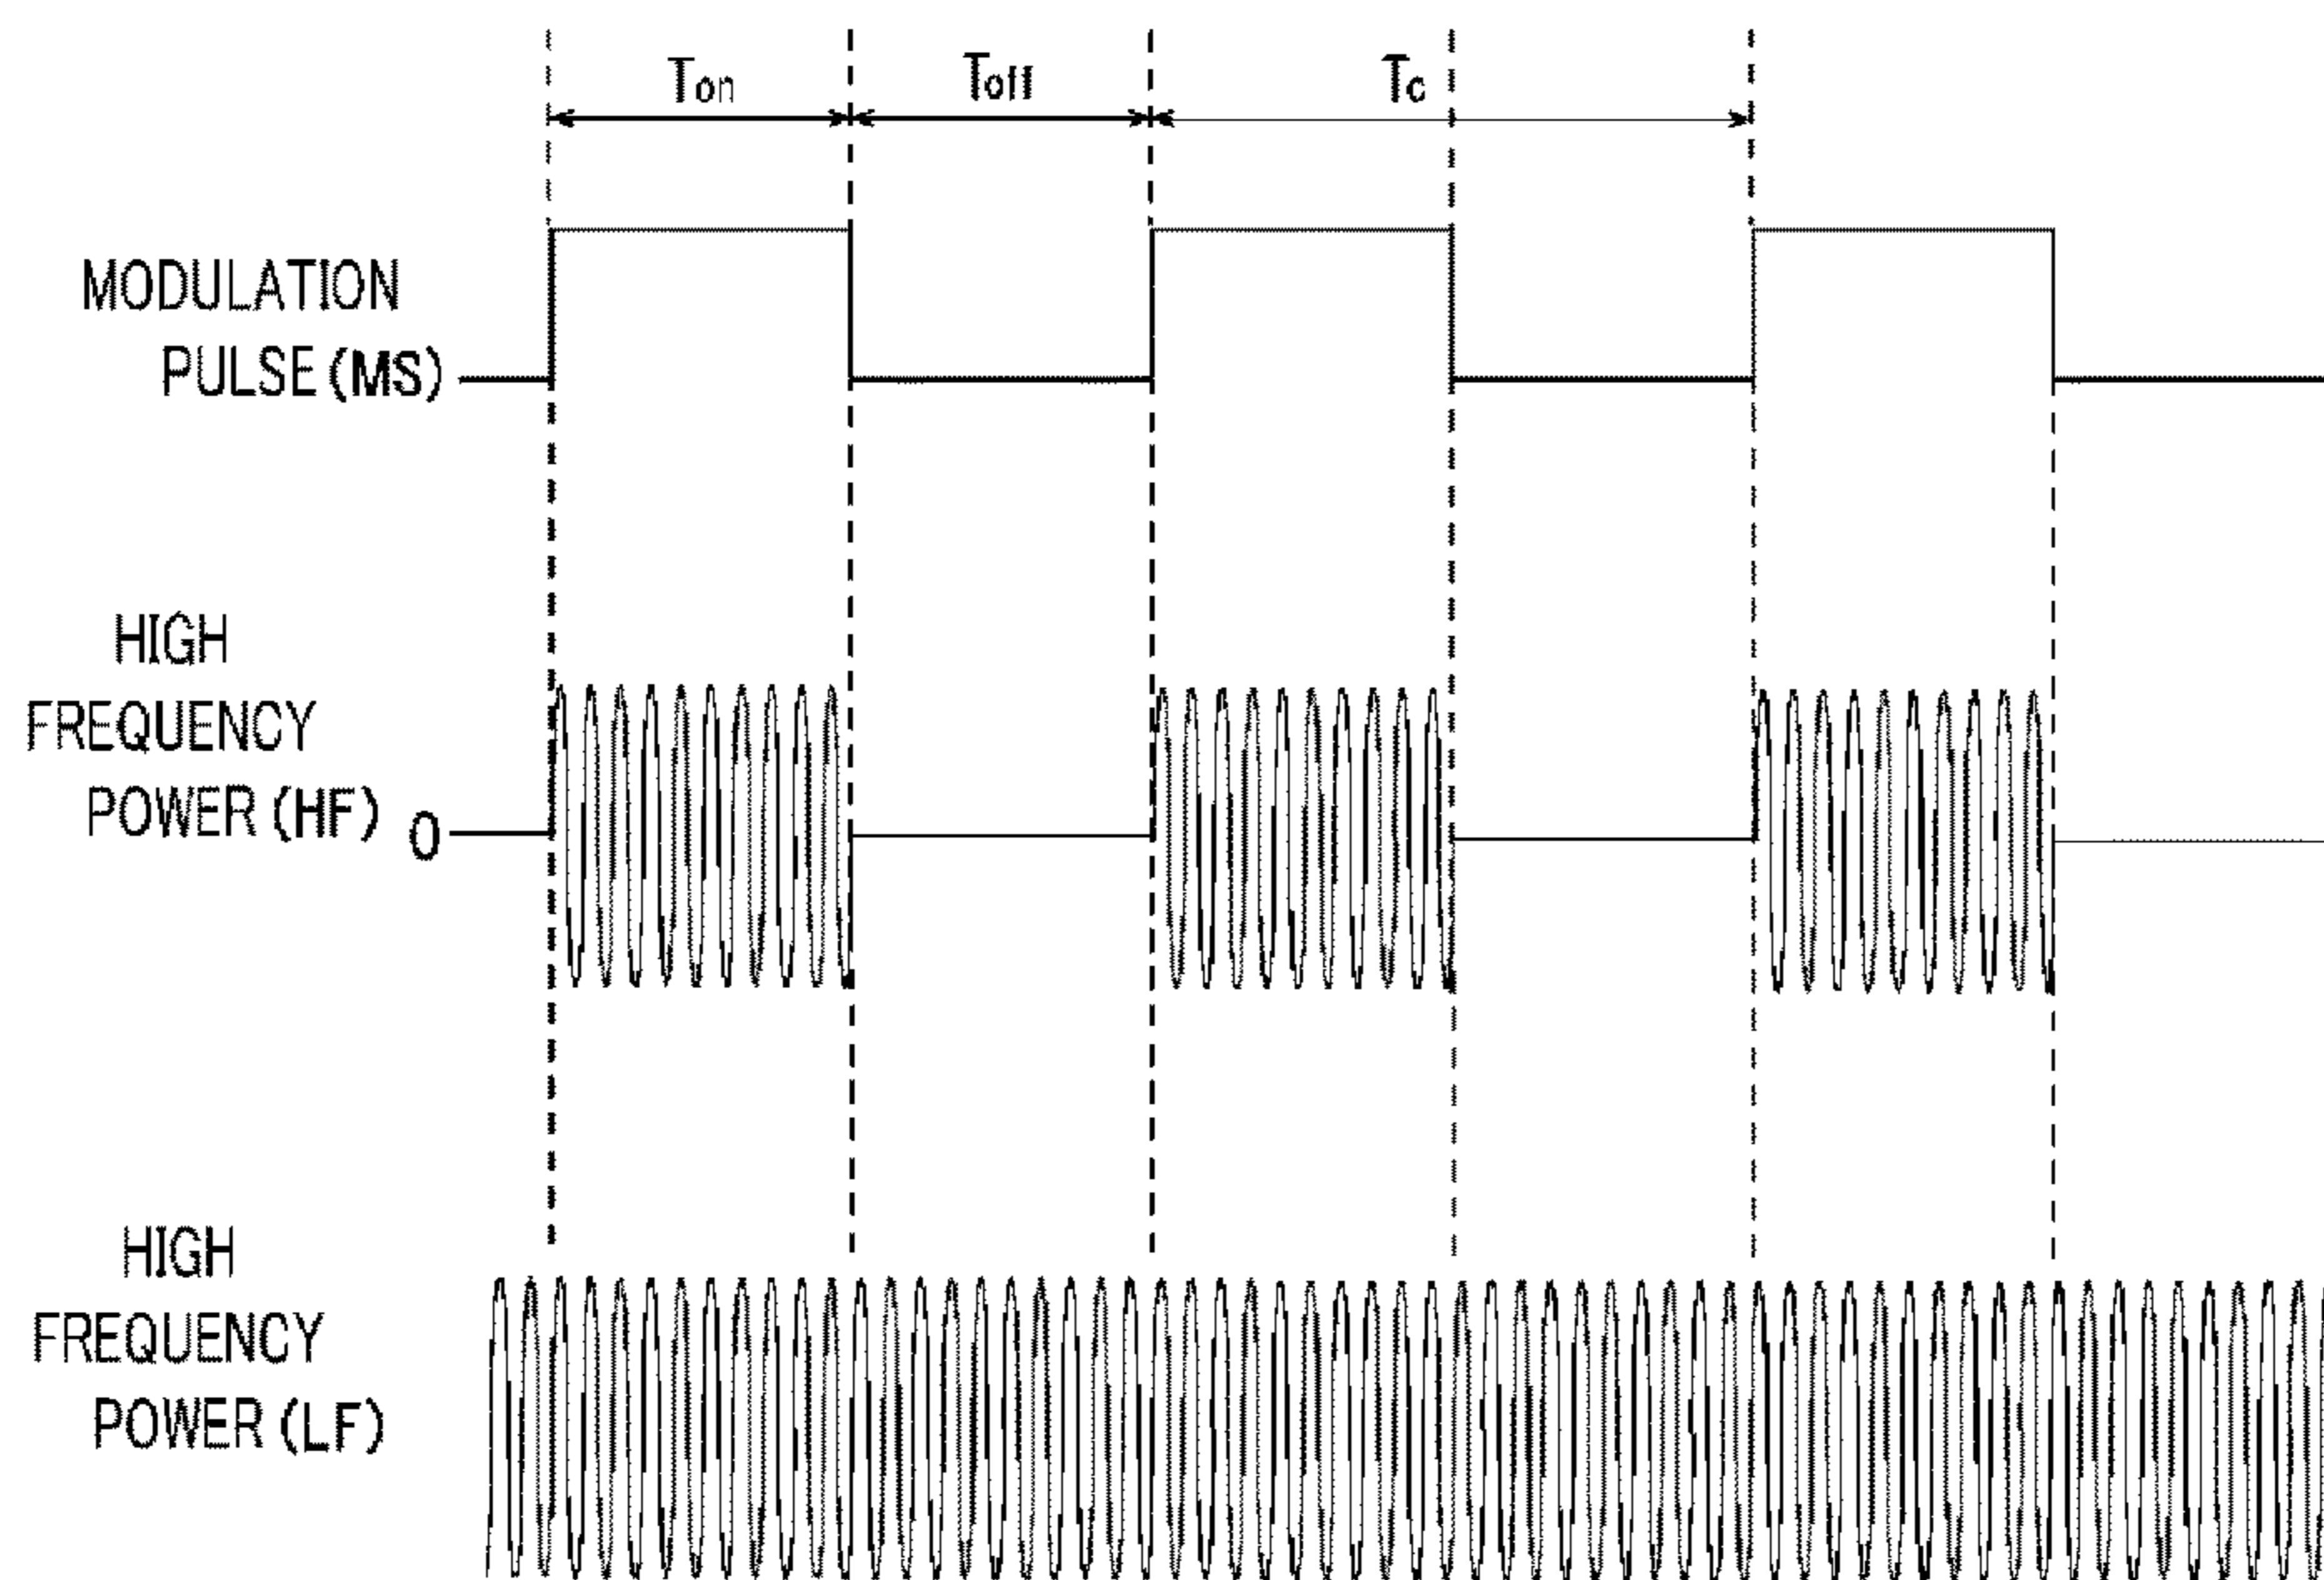 Ton Toff Tc
MODULATION
PULSE (MS)
HIGH
FREQUENCY
POWER (HF) 0
HIGH
FREQUENCY
POWER (LF)